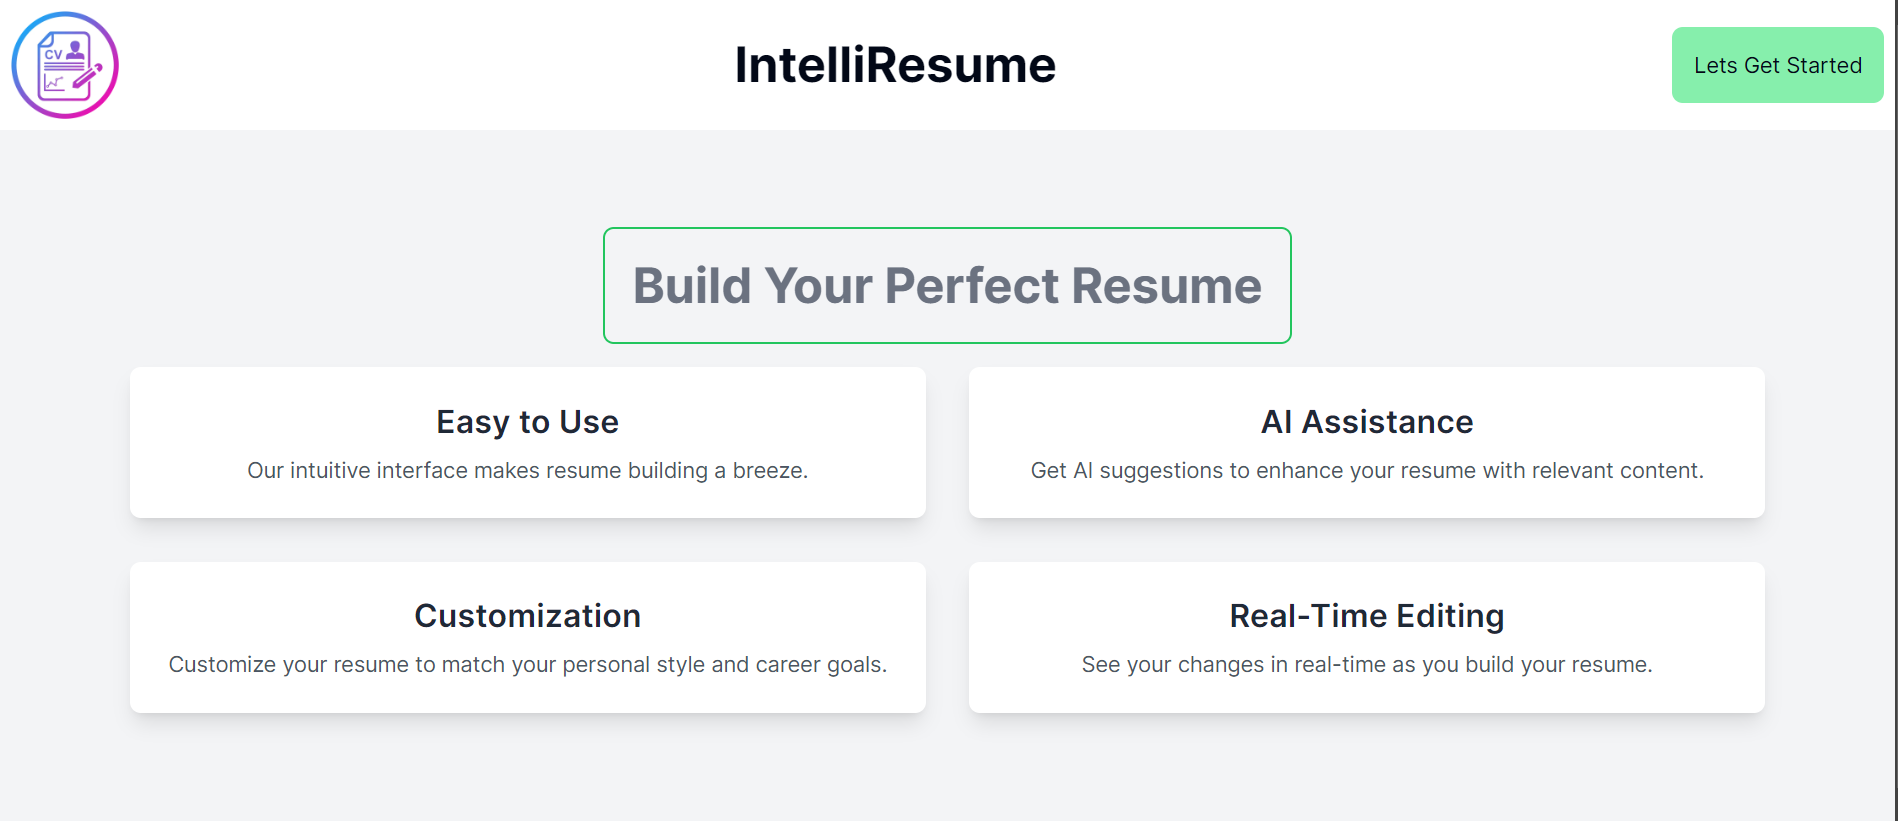 CV
IntelliResume
Lets Get Started
Build Your Perfect Resume
Easy to Use
Our intuitive interface makes resume building a breeze.
AI Assistance
Get AI suggestions to enhance your resume with relevant content.
Customization
Customize your resume to match your personal style and career goals.
Real-Time Editing
See your changes in real-time as you build your resume.